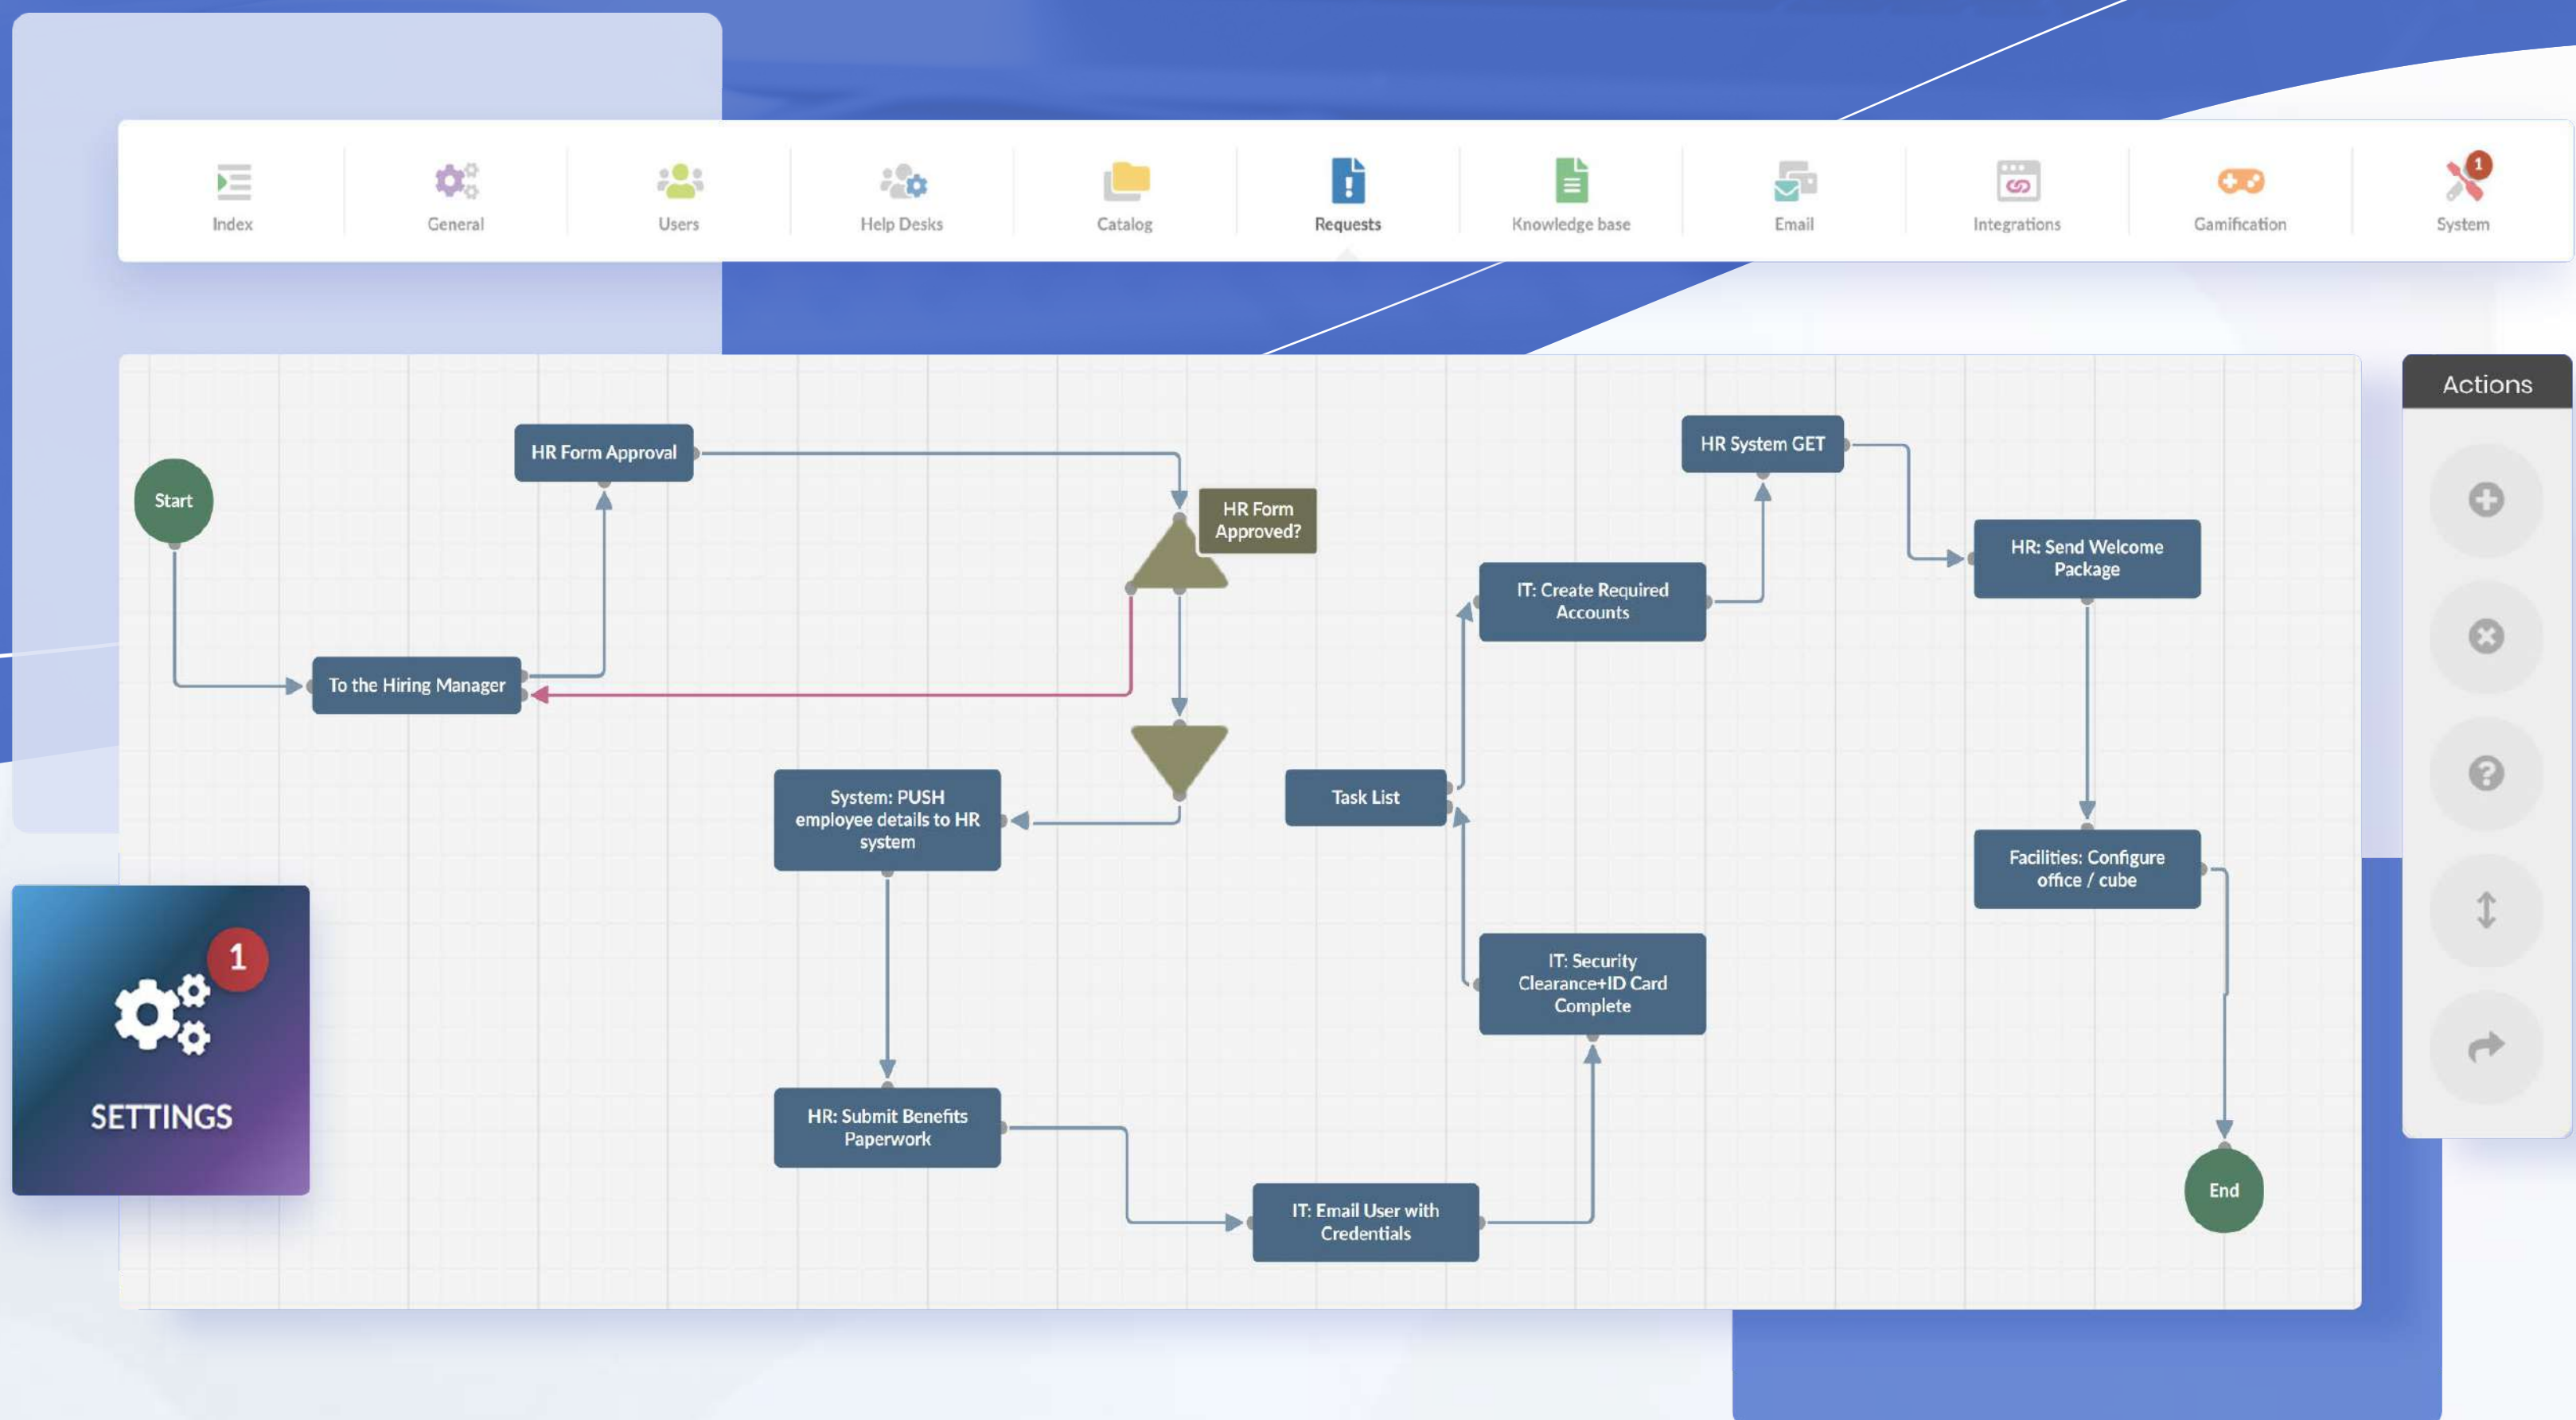 Index
General
Users
Help Desks
Catalog
Requests
Knowledge base
Email
Integrations
Gamification
1
System
Actions
Start
HR Form Approval
HR Form
Approved?
To the Hiring Manager
System: PUSH
employee details to HR
system
HR: Submit Benefits
Paperwork
IT: Email User with
Credentials
IT: Security
Clearance+ID Card
Complete
Task List
IT: Create Required
Accounts
HR System GET
HR: Send Welcome
Package
Facilities: Configure
office / cube
End
1
SETTINGS